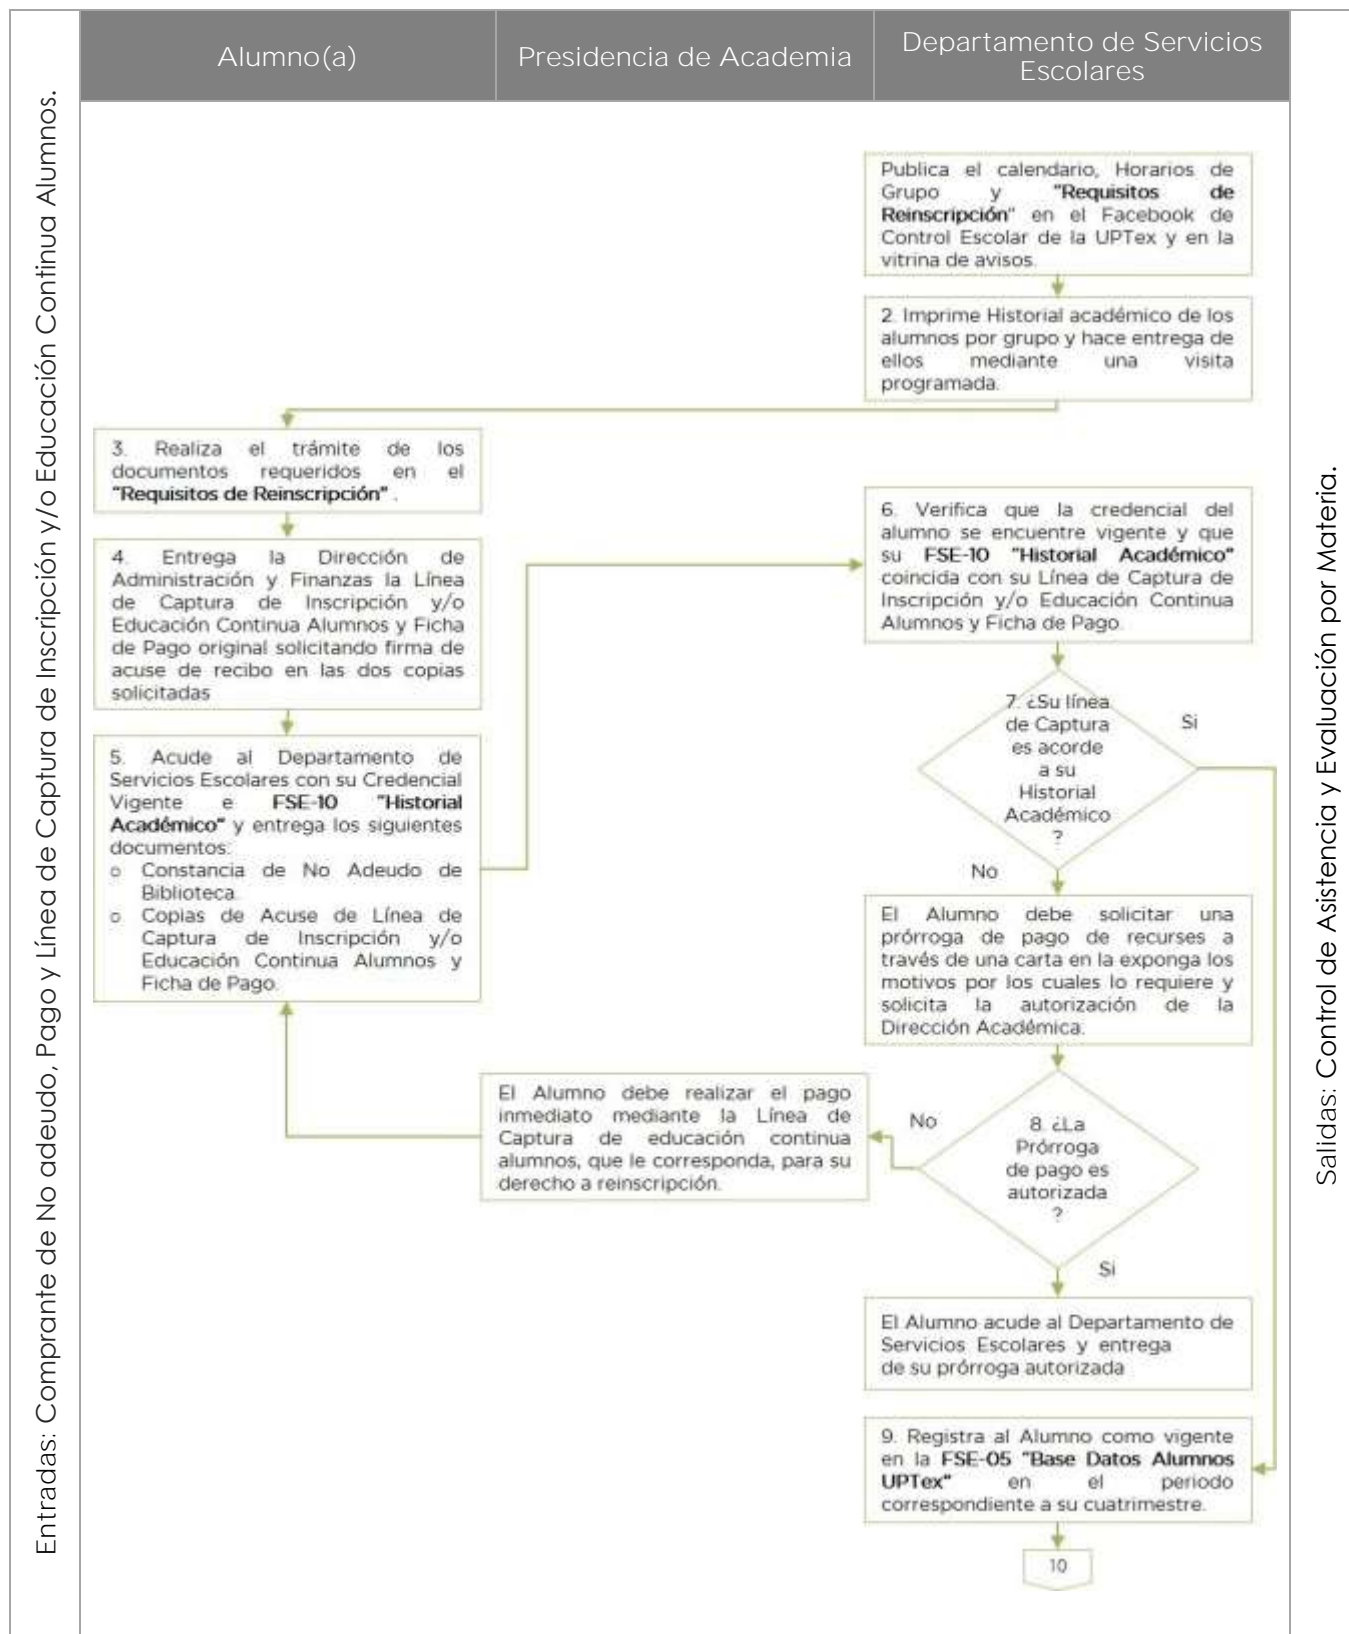 Entradas: Comprante de No adeudo, Pago y Línea de Captura de Inscripción y/o Educación Continua Alumnos.
Alumno(a)
Presidencia de Academia
Departamento de Servicios
Escolares
Publica el calendario, Horarios de
Grupo y "Requisitos de
Reinscripción" en el Facebook de
Control Escolar de la UPTex y en la
vitrina de avisos.
2. Imprime Historial académico de los
alumnos por grupo y hace entrega de
ellos mediante una visita
programada.
3. Realiza el trámite de los
documentos requeridos en el
"Requisitos de Reinscripción" .
4. Entrega la Dirección de
Administración y Finanzas la Línea
de Captura de Inscripción y/o
Educación Continua Alumnos y Ficha
de Pago original solicitando firma de
acuse de recibo en las dos copias
solicitadas
5. Acude al Departamento de
Servicios Escolares con su Credencial
Vigente e FSE-10 "Historial
Académico" y entrega los siguientes
documentos:
o Constancia de No Adeudo de
Biblioteca.
o Copias de Acuse de Línea de
Captura de Inscripción y/o
Educación Continua Alumnos y
Ficha de Pago.
6. Verifica que la credencial del
alumno se encuentre vigente y que
su FSE-10 "Historial Académico"
coincida con su Línea de Captura de
Inscripción y/o Educación Continua
Alumnos y Ficha de Pago.
7. ¿Su línea
de Captura
es acorde
a su
Historial
Académico
?
Si
No
El Alumno debe solicitar una
prórroga de pago de recurses a
través de una carta en la exponga los
motivos por los cuales lo requiere y
solicita la autorización de la
Dirección Académica.
8. ¿La
Prórroga
de pago es
autorizada
?
No
El Alumno debe realizar el pago
inmediato mediante la Línea de
Captura de educación continua
alumnos, que le corresponda, para su
derecho a reinscripción.
Si
El Alumno acude al Departamento de
Servicios Escolares y entrega
de su prórroga autorizada
9. Registra al Alumno como vigente
en la FSE-05 "Base Datos Alumnos
UPTex" en el periodo
correspondiente a su cuatrimestre.
10
Salidas: Control de Asistencia y Evaluación por Materia.